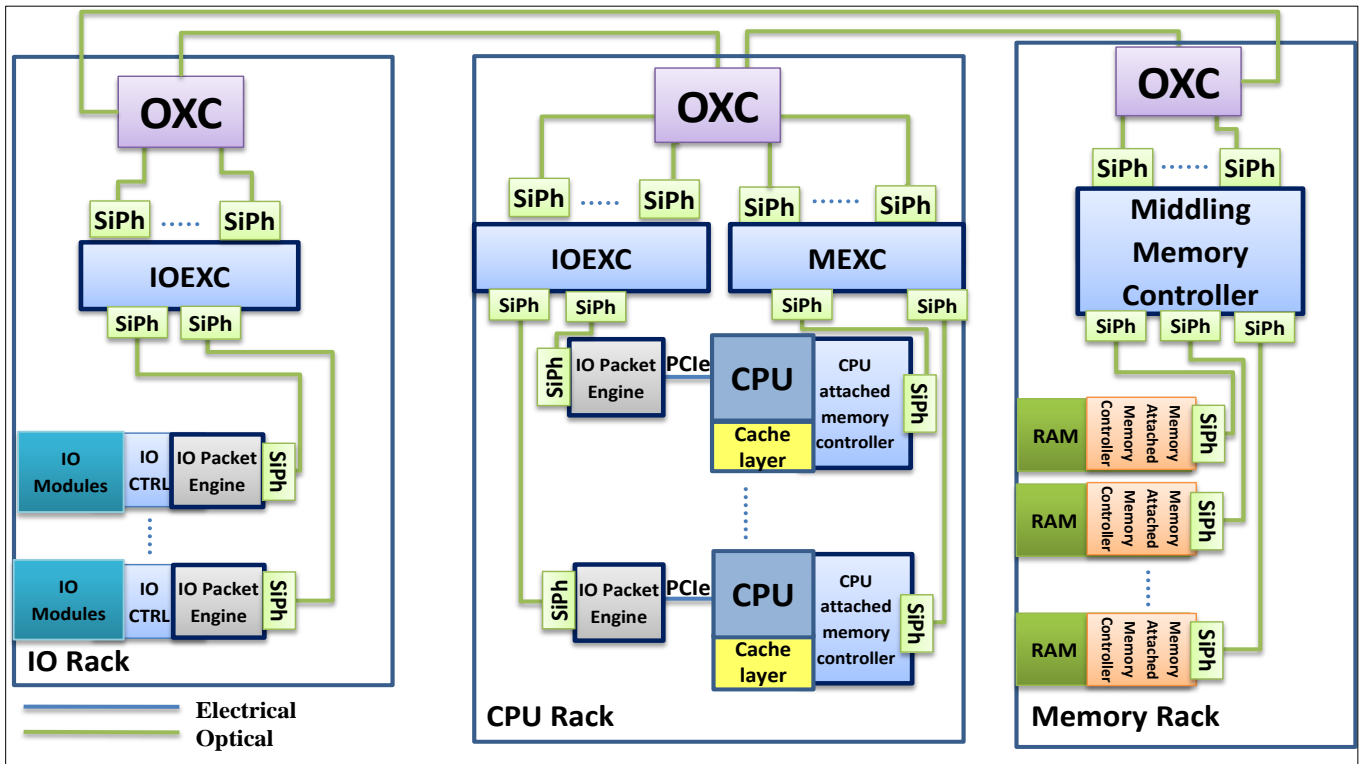 OXC
SiPh ..... SiPh
IOEXC
SiPh SiPh
IO
Modules
IO
CTRL
IO Packet
Engine
SiPh
IO
Modules
IO
CTRL
IO Packet
Engine
SiPh
IO Rack
Electrical
Optical
OXC
SiPh ..... SiPh
SiPh ...... SiPh
IOEXC
MEXC
SiPh SiPh
SiPh SiPh
SiPh
IO Packet
Engine
PCIe
CPU
Cache
layer
CPU
attached
memory
controller
SiPh
SiPh
IO Packet
Engine
PCIe
CPU
Cache
layer
CPU
attached
memory
controller
SiPh
CPU Rack
OXC
SiPh ...... SiPh
Middling
Memory
Controller
SiPh SiPh SiPh
RAM
Memory
Attached
Memory
Controller
SiPh
RAM
Memory
Attached
Memory
Controller
SiPh
RAM
Memory
Attached
Memory
Controller
SiPh
Memory Rack